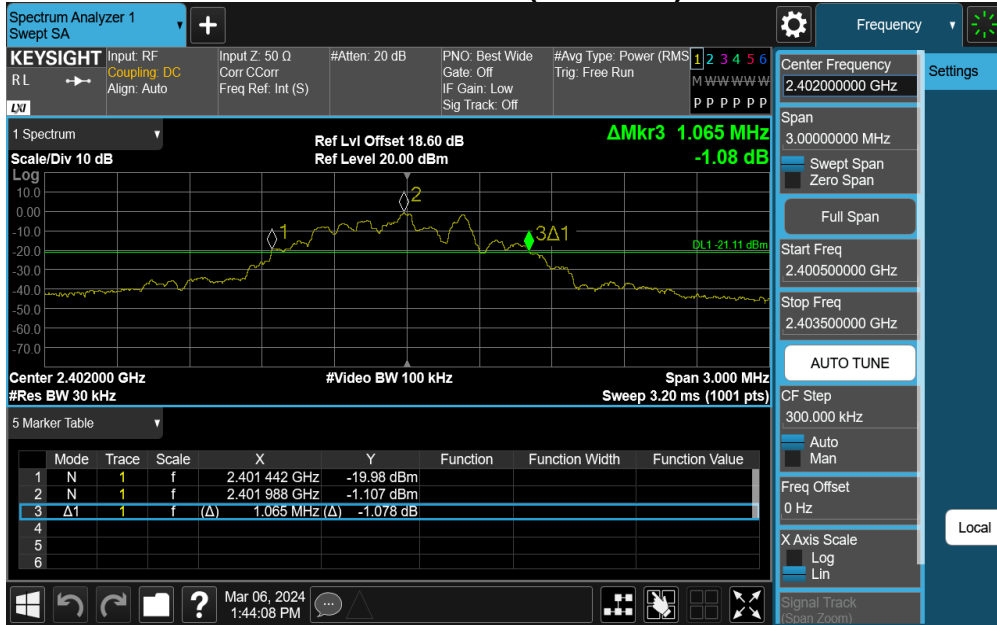 Spectrum Analyzer 1
Swept SA
Frequency
KEYSIGHT
Input: RF
Coupling: DC
Align: Auto
Input Z: 50 Ω
Corr CCorr
Freq Ref: Int (S)
#Atten: 20 dB
PNO: Best Wide
Gate: Off
IF Gain: Low
Sig Track: Off
#Avg Type: Power (RMS
Trig: Free Run
1 2 3 4 5 6
M W W W W W
P P P P P P
R L
LXI
Center Frequency
2.402000000 GHz
Settings
Span
3.00000000 MHz
Swept Span
Zero Span
Full Span
Start Freq
2.400500000 GHz
Stop Freq
2.403500000 GHz
AUTO TUNE
CF Step
300.000 kHz
Auto
Man
Freq Offset
0 Hz
Local
X Axis Scale
Log
Lin
Signal Track
(Span Zoom)
1 Spectrum
Ref Lvl Offset 18.60 dB
ΔMkr3 1.065 MHz
Scale/Div 10 dB
Ref Level 20.00 dBm
-1.08 dB
Log
10.0
0.00
-10.0
-20.0
-30.0
-40.0
-50.0
-60.0
-70.0
1
2
3Δ1
DL1 -21.11 dBm
Center 2.402000 GHz
#Video BW 100 kHz
Span 3.000 MHz
#Res BW 30 kHz
Sweep 3.20 ms (1001 pts)
5 Marker Table
Mode Trace Scale X Y Function Function Width Function Value
1 N 1 f 2.401 442 GHz -19.98 dBm
2 N 1 f 2.401 988 GHz -1.107 dBm
3 Δ1 1 f (Δ) 1.065 MHz (Δ) -1.078 dB
4
5
6
?
Mar 06, 2024
1:44:08 PM